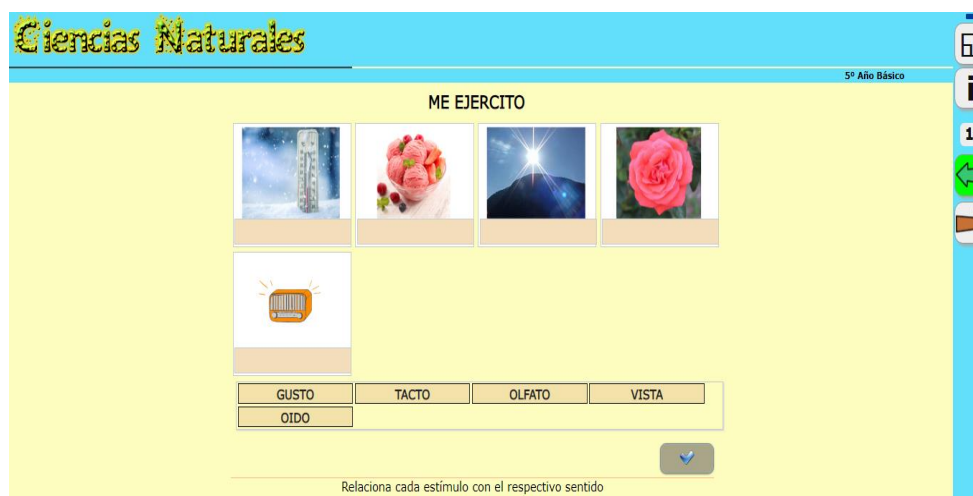 Ciencias Naturales
5º Año Básico
ME EJERCITO
GUSTO TACTO OLFATO VISTA
OIDO
Relaciona cada estímulo con el respectivo sentido